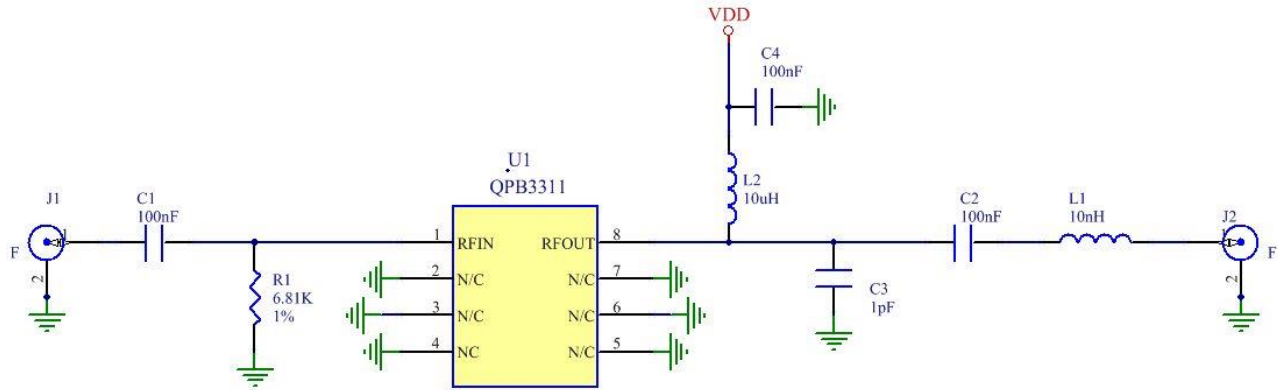 VDD
C4
100nF
U1
QPB3311
L2
10uH
J1
C1
100nF
C2
100nF
L1
10nH
J2
F
1
1
RFIN
RFOUT
8
1
F
2
R1
6.81K
1%
2
N/C
N/C
7
C3
1pF
2
3
N/C
N/C
6
4
NC
N/C
5